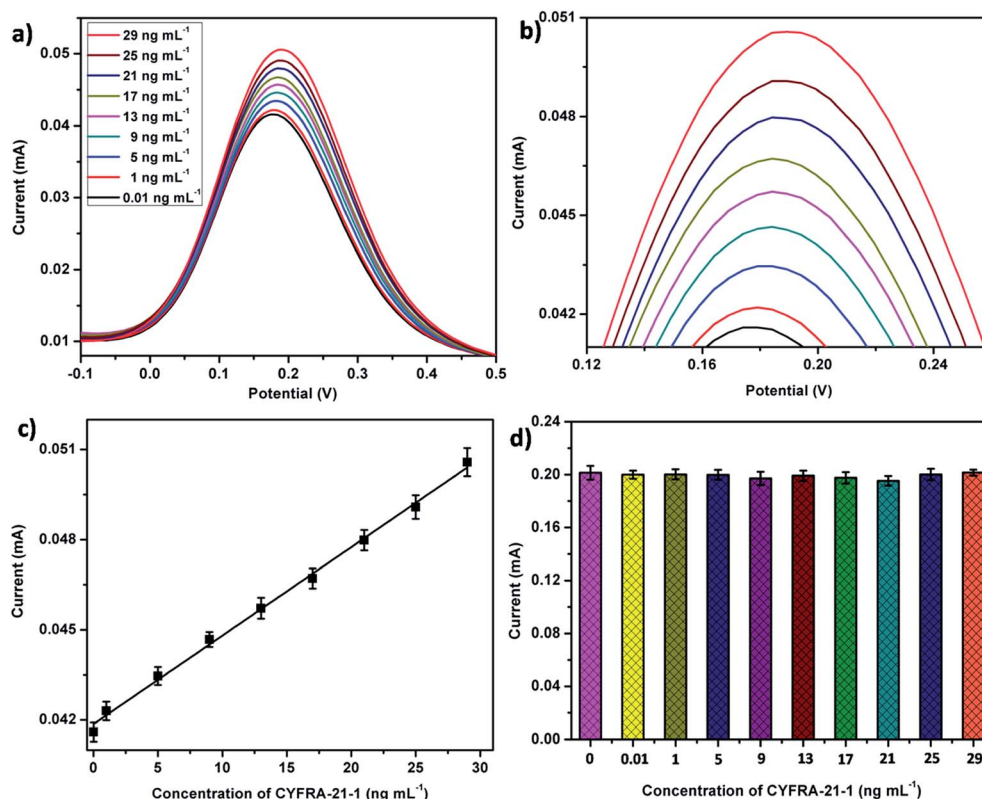 a)
29 ng mL⁻¹
25 ng mL⁻¹
21 ng mL⁻¹
17 ng mL⁻¹
13 ng mL⁻¹
9 ng mL⁻¹
5 ng mL⁻¹
1 ng mL⁻¹
0.01 ng mL⁻¹
0.05
0.04
0.03
0.02
0.01
Current (mA)
-0.1 0.0 0.1 0.2 0.3 0.4 0.5
Potential (V)
b)
0.051
0.048
0.045
0.042
Current (mA)
0.12 0.16 0.20 0.24
Potential (V)
c)
0.051
0.048
0.045
0.042
Current (mA)
0 5 10 15 20 25 30
Concentration of CYFRA-21-1 (ng mL⁻¹)
d)
0.24
0.20
0.16
0.12
0.08
0.04
0.00
Current (mA)
0 0.01 1 5 9 13 17 21 25 29
Concentration of CYFRA-21-1 (ng mL⁻¹)